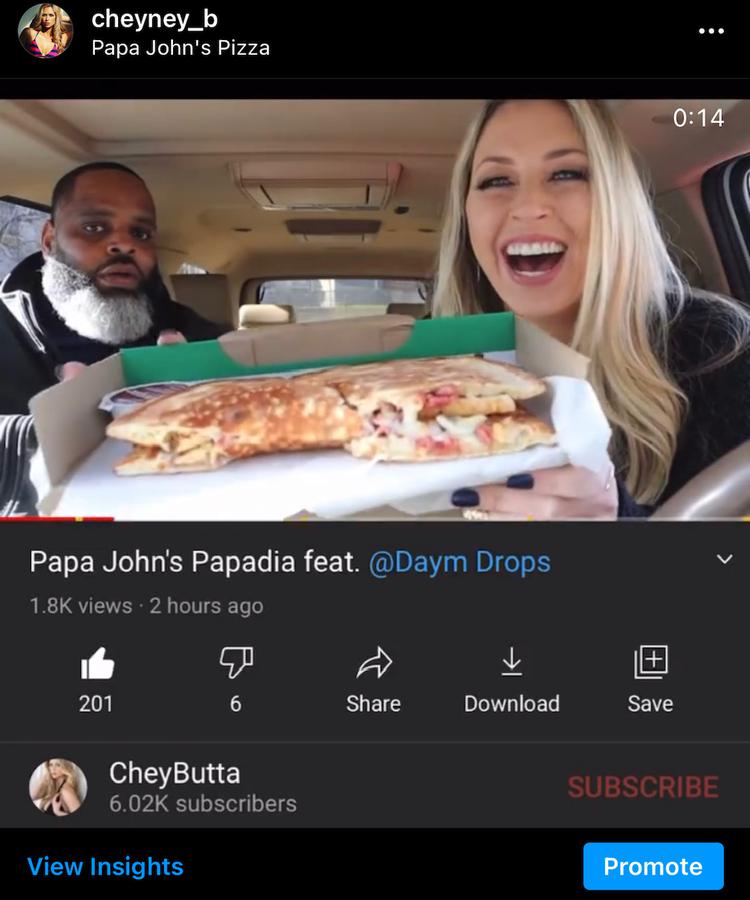 cheyney_b
Papa John's Pizza
0:14
Papa John's Papadia feat. @Daym Drops
1.8K views · 2 hours ago
201
6
Share
Download
Save
CheyButta
6.02K subscribers
SUBSCRIBE
View Insights
Promote